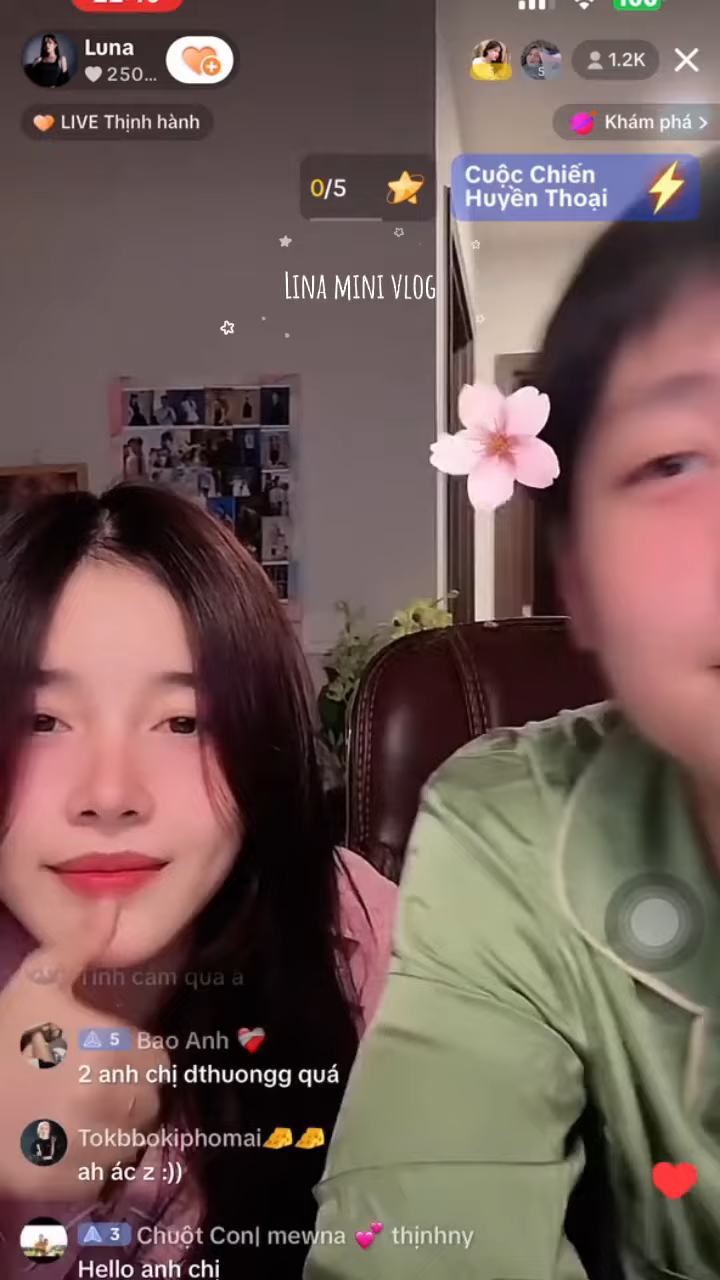 Luna
250...
1.2K
LIVE Thịnh hành
Khám phá >
0/5
Cuộc Chiến
Huyền Thoại
LINA MINI VLOG
Tình cảm quá à
5 Bao Anh
2 anh chị dthuongg quá
Tokbbokiphomai
ah ác z :))
3 Chuột Con| mewna 💕 thịnhny
Hello anh chị